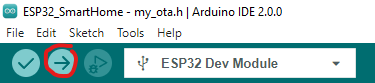 ESP32_SmartHome - my_ota.h | Arduino IDE 2.0.0
File Edit Sketch Tools Help
ESP32 Dev Module